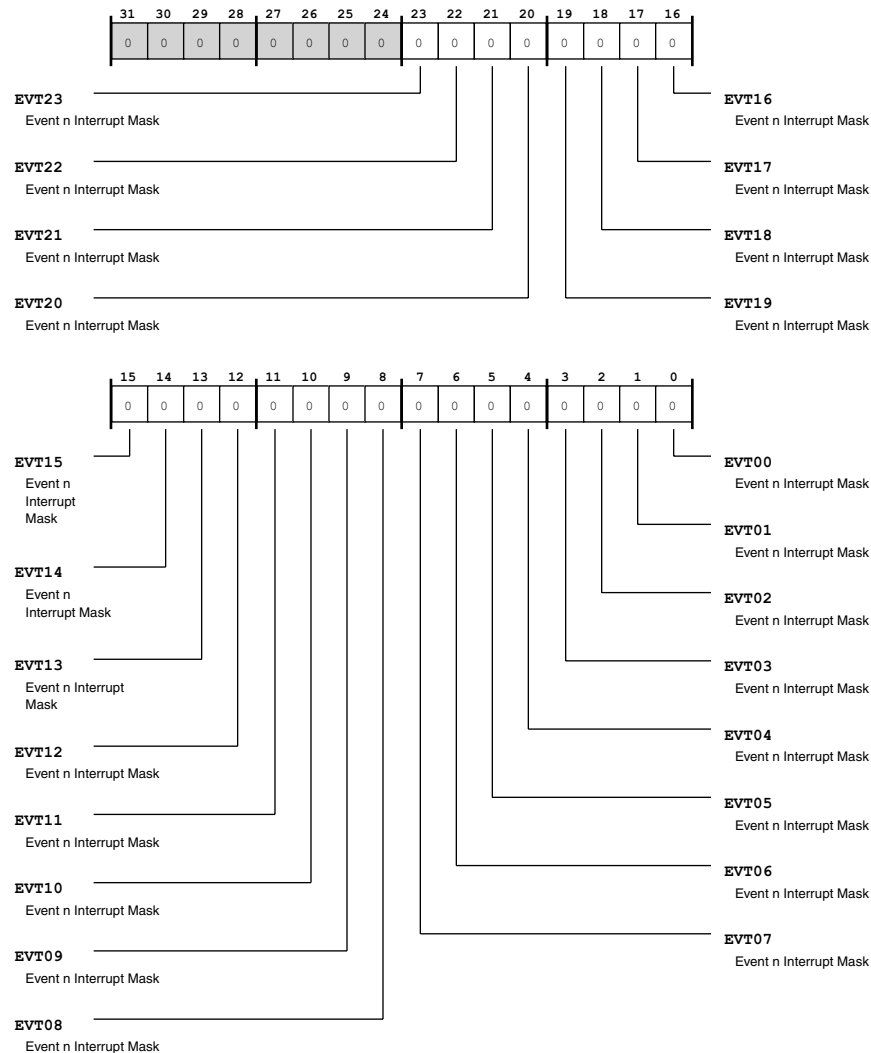 31 30 29 28 27 26 25 24 23 22 21 20 19 18 17 16
0 0 0 0 0 0 0 0 0 0 0 0 0 0 0 0
EVT23
Event n Interrupt Mask
EVT22
Event n Interrupt Mask
EVT21
Event n Interrupt Mask
EVT20
Event n Interrupt Mask
EVT16
Event n Interrupt Mask
EVT17
Event n Interrupt Mask
EVT18
Event n Interrupt Mask
EVT19
Event n Interrupt Mask
15 14 13 12 11 10 9 8 7 6 5 4 3 2 1 0
0 0 0 0 0 0 0 0 0 0 0 0 0 0 0 0
EVT15
Event n
Interrupt
Mask
EVT14
Event n
Interrupt Mask
EVT13
Event n Interrupt
Mask
EVT12
Event n Interrupt Mask
EVT11
Event n Interrupt Mask
EVT10
Event n Interrupt Mask
EVT09
Event n Interrupt Mask
EVT08
Event n Interrupt Mask
EVT00
Event n Interrupt Mask
EVT01
Event n Interrupt Mask
EVT02
Event n Interrupt Mask
EVT03
Event n Interrupt Mask
EVT04
Event n Interrupt Mask
EVT05
Event n Interrupt Mask
EVT06
Event n Interrupt Mask
EVT07
Event n Interrupt Mask